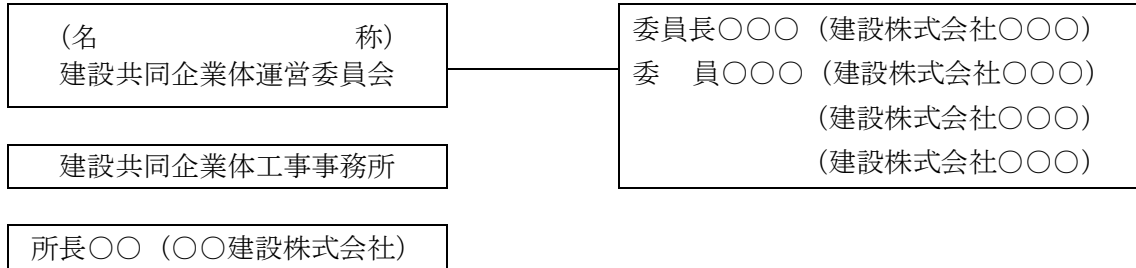 (名　　　　　称)
建設共同企業体運営委員会
委員長○○○（建設株式会社○○○）
委　員○○○（建設株式会社○○○）
（建設株式会社○○○）
（建設株式会社○○○）
建設共同企業体工事事務所
所長○○（○○建設株式会社）